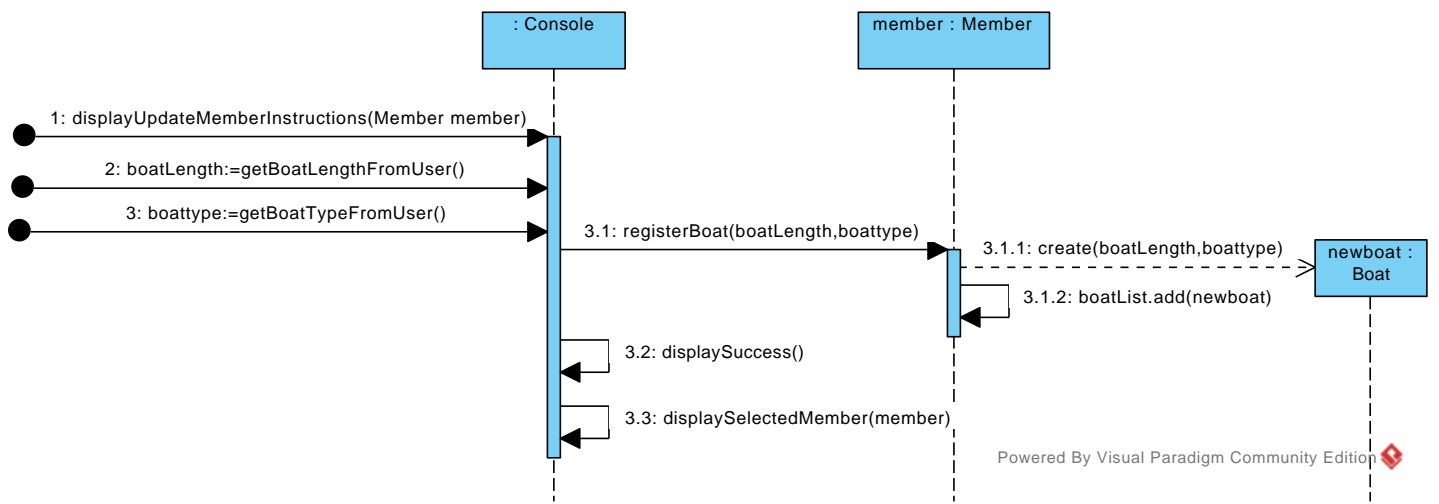 : Console
member : Member
1: displayUpdateMemberInstructions(Member member)
2: boatLength:=getBoatLengthFromUser()
3: boattype:=getBoatTypeFromUser()
3.1: registerBoat(boatLength,boattype)
3.1.1: create(boatLength,boattype)
newboat :
Boat
3.1.2: boatList.add(newboat)
3.2: displaySuccess()
3.3: displaySelectedMember(member)
Powered By Visual Paradigm Community Edition